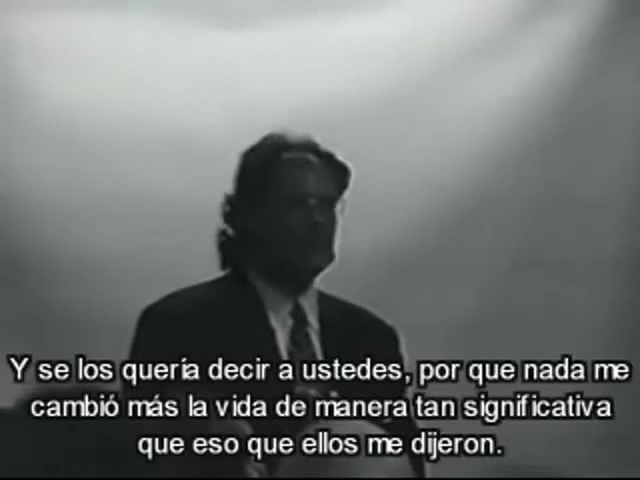 Y se los quería decir a ustedes, por que nada me
cambió más la vida de manera tan significativa
que eso que ellos me dijeron.